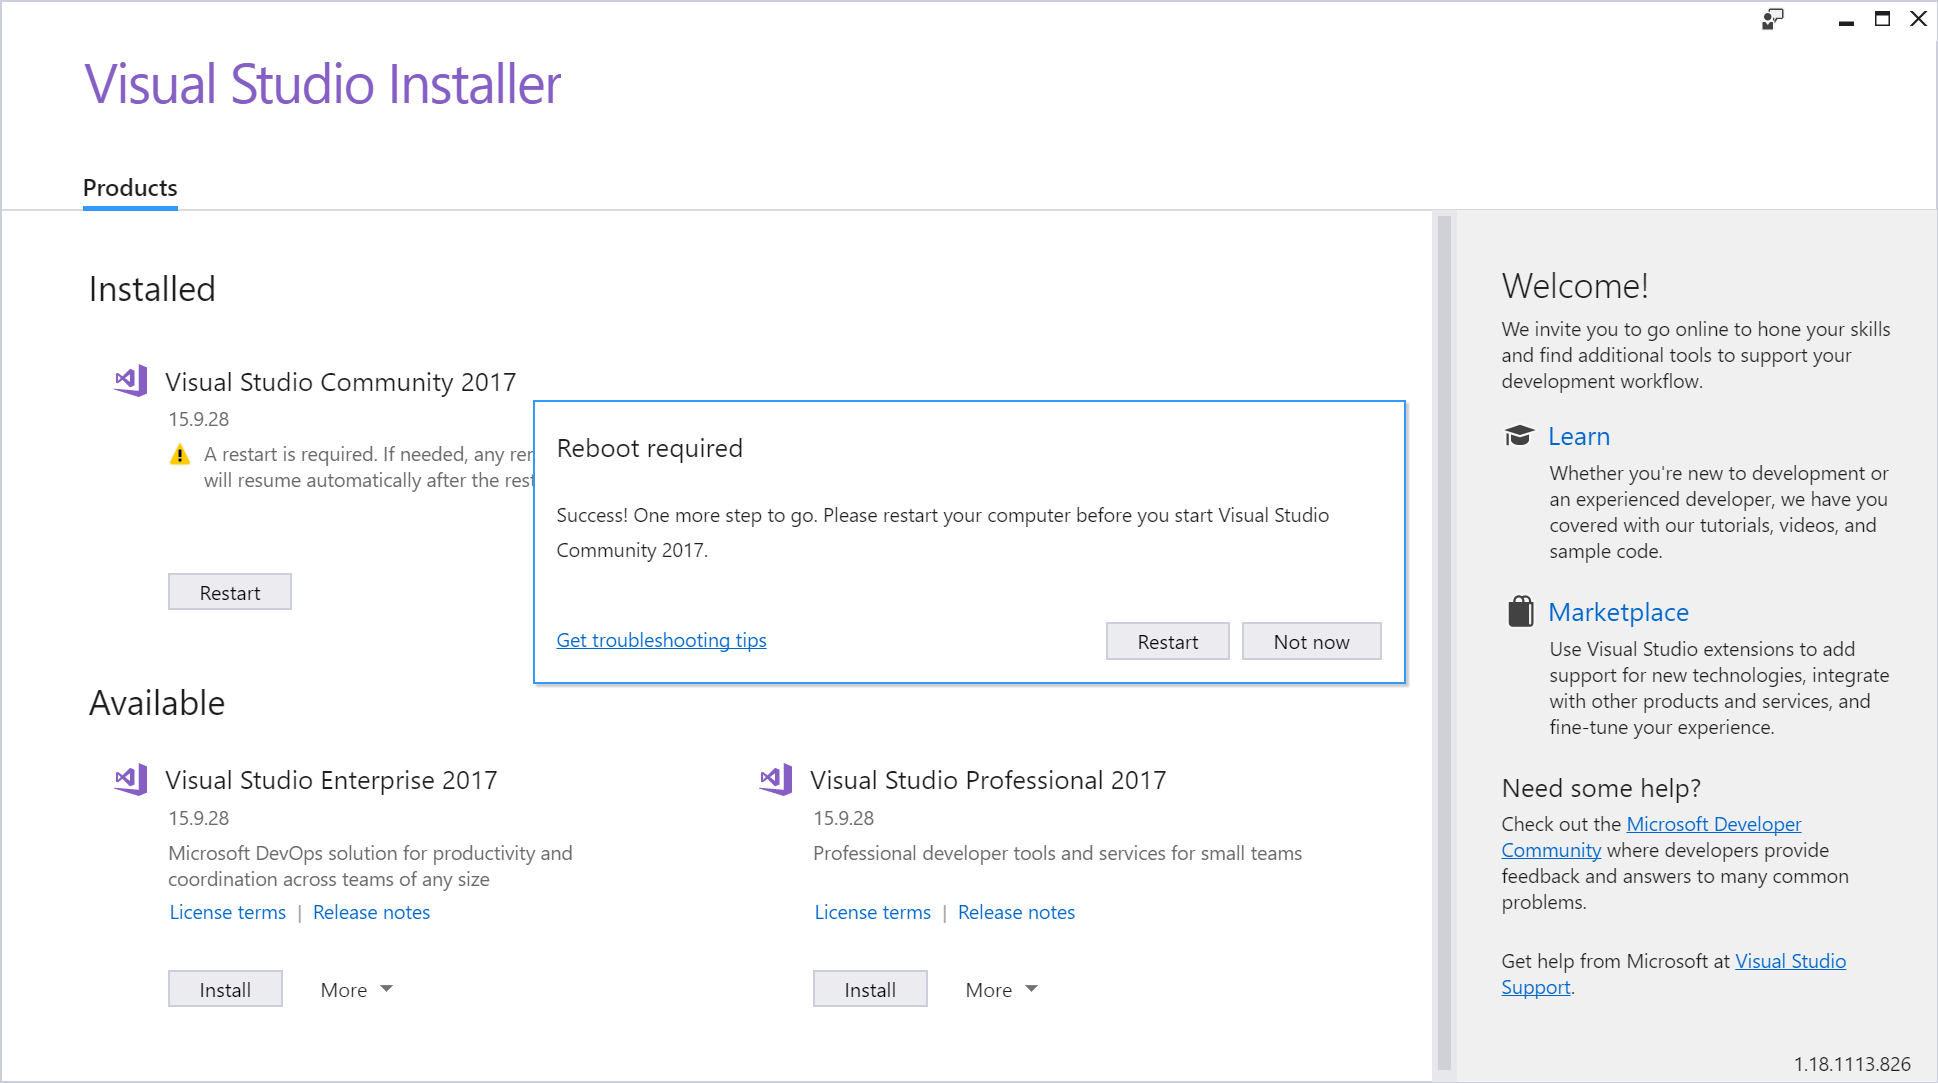 Visual Studio Installer
Products
Installed
Visual Studio Community 2017
15.9.28
A restart is required. If needed, any
will resume automatically after the
Restart
Reboot required
Success! One more step to go. Please restart your computer before you start Visual Studio
Community 2017.
Get troubleshooting tips
Restart
Not now
Available
Visual Studio Enterprise 2017
15.9.28
Microsoft DevOps solution for productivity and
coordination across teams of any size
License terms | Release notes
Install
More
Visual Studio Professional 2017
15.9.28
Professional developer tools and services for small teams
License terms | Release notes
Install
More
Welcome!
We invite you to go online to hone your skills
and find additional tools to support your
development workflow.
Learn
Whether you're new to development or
an experienced developer, we have you
covered with our tutorials, videos, and
sample code.
Marketplace
Use Visual Studio extensions to add
support for new technologies, integrate
with other products and services, and
fine-tune your experience.
Need some help?
Check out the Microsoft Developer
Community where developers provide
feedback and answers to many common
problems.
Get help from Microsoft at Visual Studio
Support.
1.18.1113.826